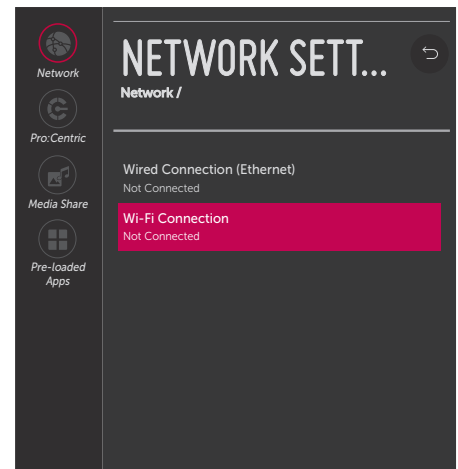 Network
Pro:Centric
Media Share
Pre-loaded
Apps
NETWORK SETT...
Network /
Wired Connection (Ethernet)
Not Connected
Wi-Fi Connection
Not Connected